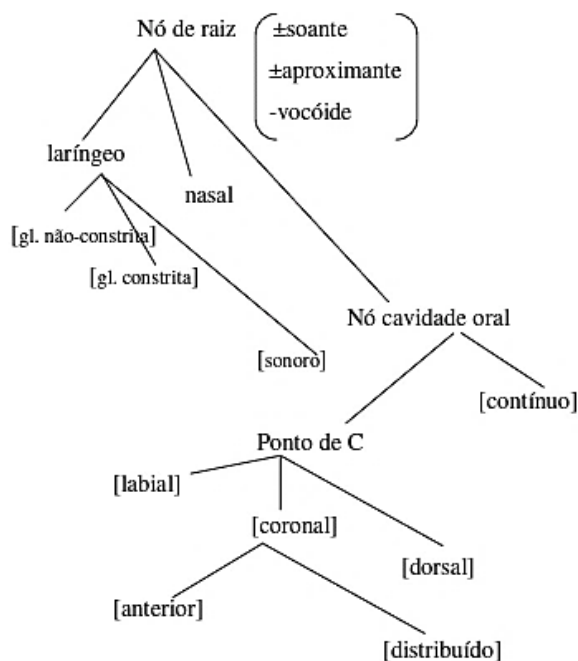 Nó de raiz
±soante
±aproximante
-vocóide
laríngeo
nasal
[gl. não-constrita]
[gl. constrita]
Nó cavidade oral
[sonoro]
[contínuo]
Ponto de C
[labial]
[coronal]
[dorsal]
[anterior]
[distribuído]